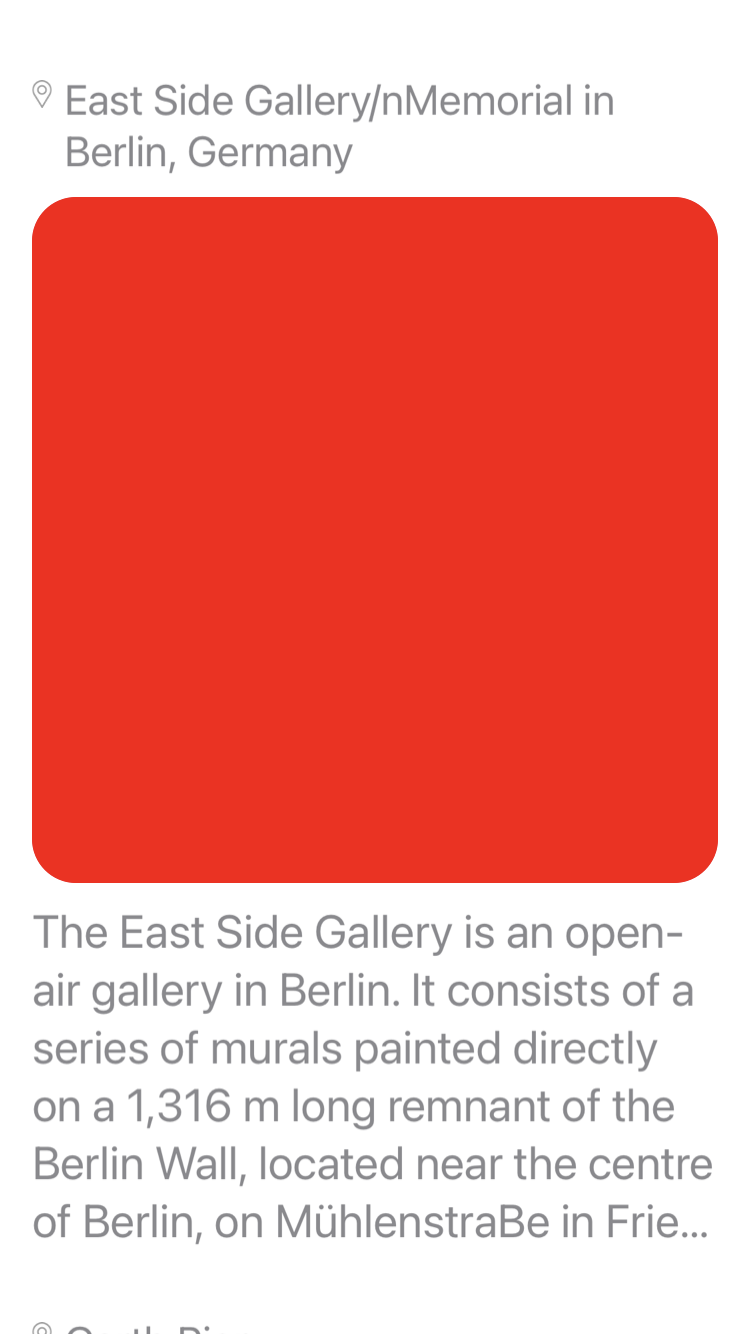 East Side Gallery/nMemorial in
Berlin, Germany
The East Side Gallery is an open-
air gallery in Berlin. It consists of a
series of murals painted directly
on a 1,316 m long remnant of the
Berlin Wall, located near the centre
of Berlin, on MühlenstraBe in Frie...